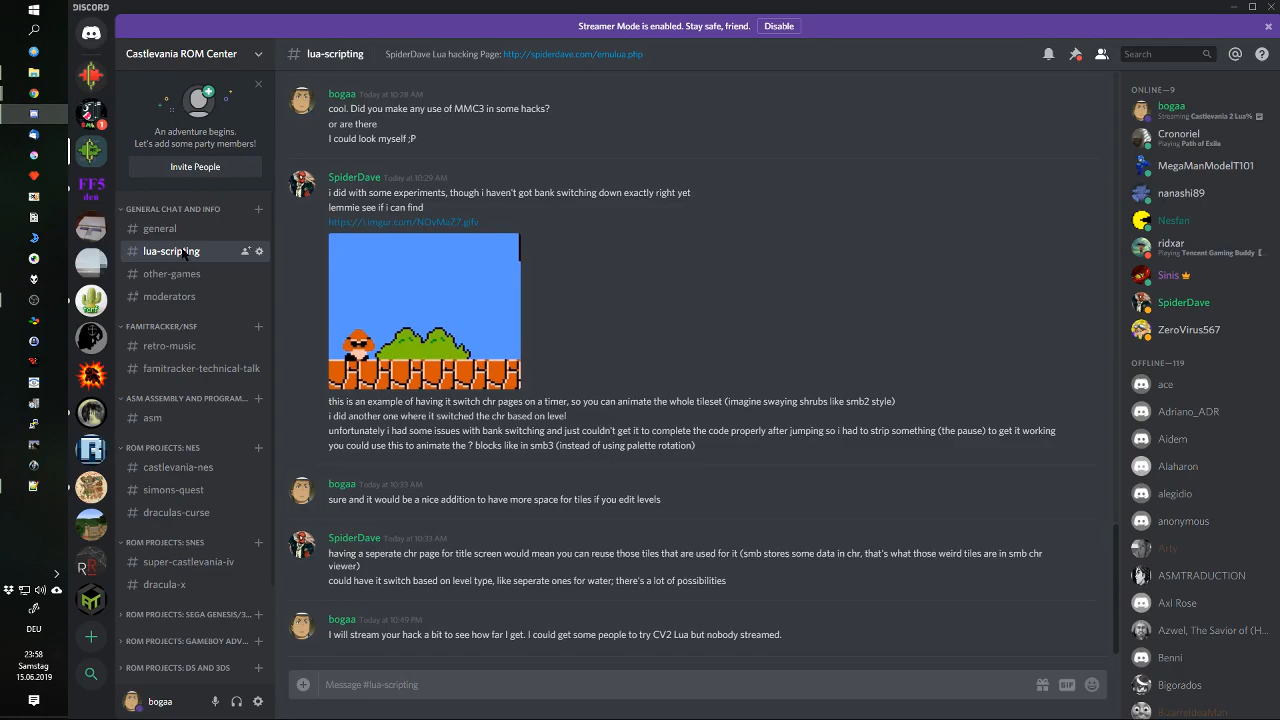 DISCORD
Streamer Mode is enabled. Stay safe, friend.
Disable
Castlevania ROM Center
# lua-scripting
SpiderDave Lua hacking Page: http://spiderdave.com/emulua.php
Search
An adventure begins.
Let's add some party members!
Invite People
GENERAL CHAT AND INFO
general
lua-scripting
other-games
moderators
FAMITRACKER/NSF
retro-music
famitracker-technical-talk
ASM ASSEMBLY AND PROGRAM...
asm
ROM PROJECTS: NES
castlevania-nes
simons-quest
draculas-curse
ROM PROJECTS: SNES
super-castlevania-iv
dracula-x
ROM PROJECTS: SEGA GENESIS/3...
ROM PROJECTS: GAMEBOY ADV...
ROM PROJECTS: DS AND 3DS
bogaa
1
FF5
den
DEU
23:58
Samstag
15.06.2019
bogaa Today at 10:28 AM
cool. Did you make any use of MMC3 in some hacks?
or are there
I could look myself ;P
SpiderDave Today at 10:29 AM
i did with some experiments, though i haven't got bank switching down exactly right yet
lemmie see if i can find
this is an example of having it switch chr pages on a timer, so you can animate the whole tileset (imagine swaying shrubs like smb2 style)
i did another one where it switched the chr based on level
unfortunately i had some issues with bank switching and just couldn't get it to complete the code properly after jumping so i had to strip something (the pause) to get it working
you could use this to animate the ? blocks like in smb3 (instead of using palette rotation)
bogaa Today at 10:33 AM
sure and it would be a nice addition to have more space for tiles if you edit levels
SpiderDave Today at 10:33 AM
having a seperate chr page for title screen would mean you can reuse those tiles that are used for it (smb stores some data in chr, that's what those weird tiles are in smb chr
viewer)
could have it switch based on level type, like seperate ones for water; there's a lot of possibilities
bogaa Today at 10:49 PM
I will stream your hack a bit to see how far I get. I could get some people to try CV2 Lua but nobody streamed.
Message #lua-scripting
GIF
ONLINE—9
bogaa
Streaming Castlevania 2 Lua%
Cronoriel
Playing Path of Exile
MegaManModelT101
nanashi89
Nesfan
ridxar
Playing Tencent Gaming Buddy
Sinis
SpiderDave
ZeroVirus567
OFFLINE—119
ace
Adriano_ADR
Aidem
Alaharon
alegidio
anonymous
Arty
ASMTRADUCTION
Axl Rose
Azwel, The Savior of (H...
Benni
Bigorados
BizarreIdeaMan